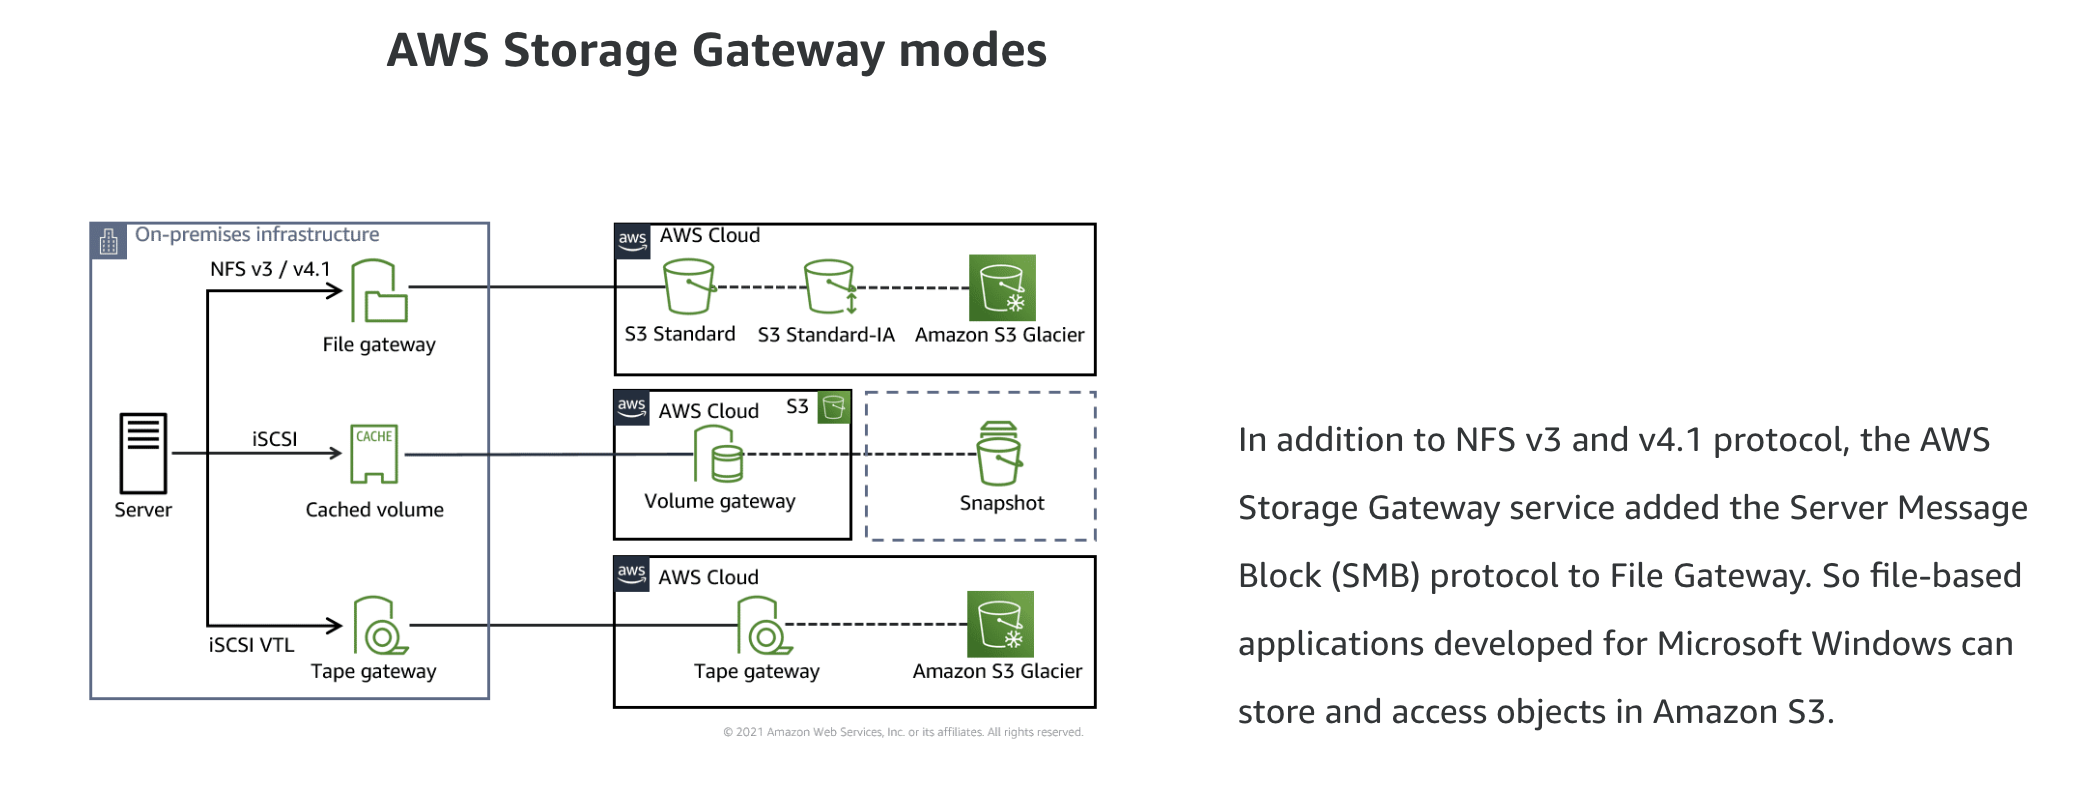 AWS Storage Gateway modes
On-premises infrastructure
NFS v3 / v4.1
File gateway
iSCSI
CACHE
Server
Cached volume
iSCSI VTL
Tape gateway
aws
AWS Cloud
S3 Standard
S3 Standard-IA
Amazon S3 Glacier
aws
AWS Cloud
S3
Volume gateway
Snapshot
aws
AWS Cloud
Tape gateway
Amazon S3 Glacier
© 2021 Amazon Web Services, Inc. or its affiliates. All rights reserved.
In addition to NFS v3 and v4.1 protocol, the AWS
Storage Gateway service added the Server Message
Block (SMB) protocol to File Gateway. So file-based
applications developed for Microsoft Windows can
store and access objects in Amazon S3.